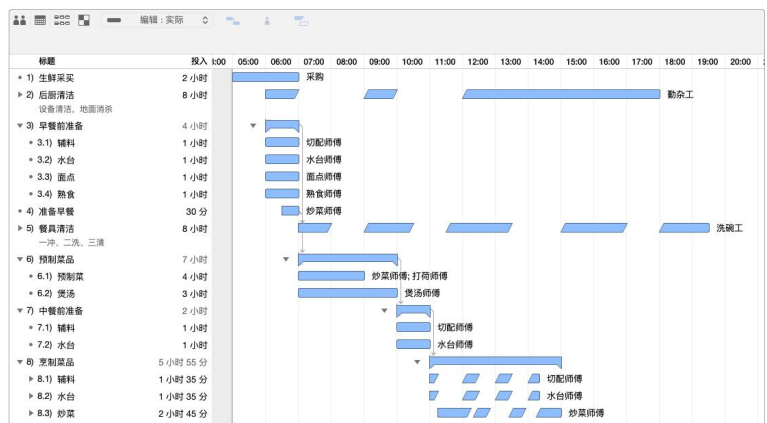 编辑：实际
标题 投入 3:00 05:00 06:00 07:00 08:00 09:00 10:00 11:00 12:00 13:00 14:00 15:00 16:00 17:00 18:00 19:00 20:00
1) 生鲜采买 2 小时 采购
2) 后厨清洁 8 小时 勤杂工
设备清洁，地面消杀
3) 早餐前准备 4 小时
3.1) 辅料 1 小时 切配师傅
3.2) 水台 1 小时 水台师傅
3.3) 面点 1 小时 面点师傅
3.4) 熟食 1 小时 熟食师傅
4) 准备早餐 30 分 炒菜师傅
5) 餐具清洁 8 小时 洗碗工
一冲、二洗、三清
6) 预制菜品 7 小时
6.1) 预制菜 4 小时 炒菜师傅; 打荷师傅
6.2) 煲汤 3 小时 煲汤师傅
7) 中餐前准备 2 小时
7.1) 辅料 1 小时 切配师傅
7.2) 水台 1 小时 水台师傅
8) 烹制菜品 5 小时 55 分
8.1) 辅料 1 小时 35 分 切配师傅
8.2) 水台 1 小时 35 分 水台师傅
8.3) 炒菜 2 小时 45 分 炒菜师傅